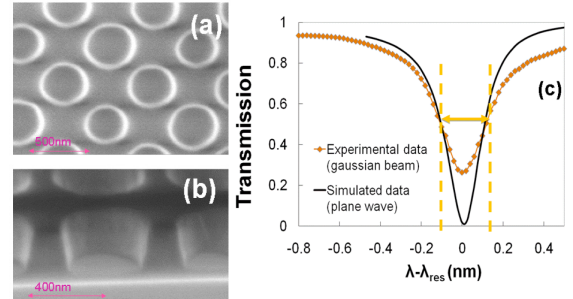 (a)
500nm
(b)
400nm
(c)
Transmission
1
0.8
0.6
0.4
0.2
0
Experimental data
(gaussian beam)
Simulated data
(plane wave)
-0.8 -0.6 -0.4 -0.2 0 0.2 0.4
λ-λres (nm)